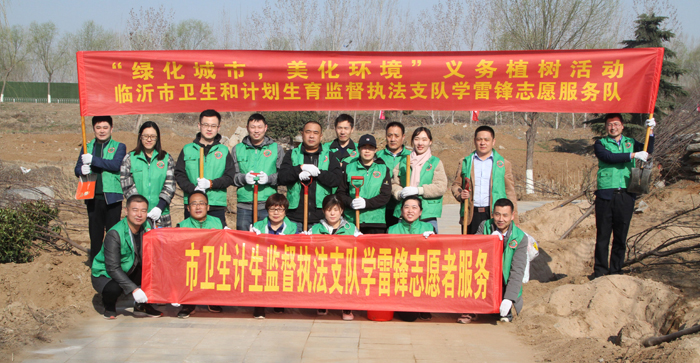 “绿化城市，美化环境”义务植树活动
临沂市卫生和计划生育监督执法支队学雷锋志愿服务队
市卫生计生监督执法支队学雷锋志愿者服务